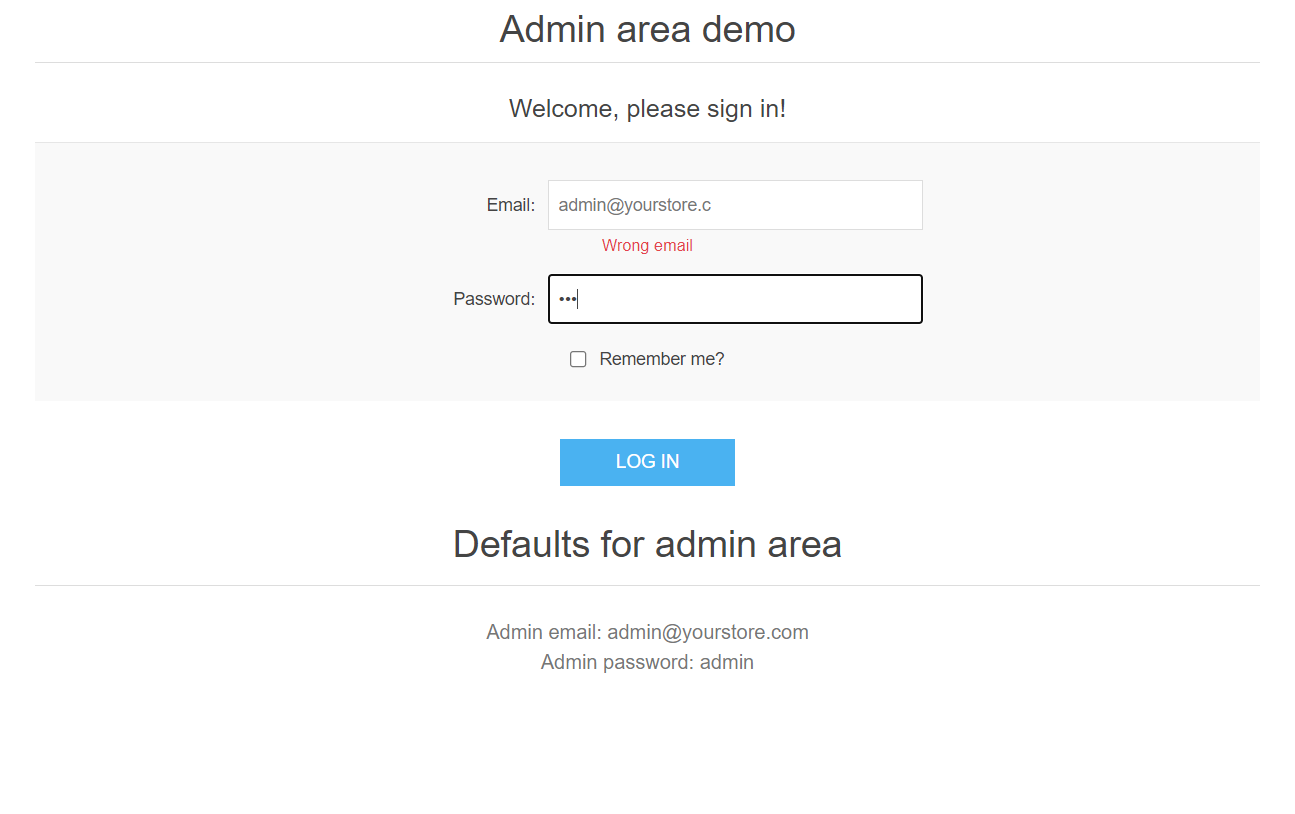 Admin area demo
Welcome, please sign in!
Email: admin@yourstore.c
Wrong email
Password: •••
Remember me?
LOG IN
Defaults for admin area
Admin email: admin@yourstore.com
Admin password: admin